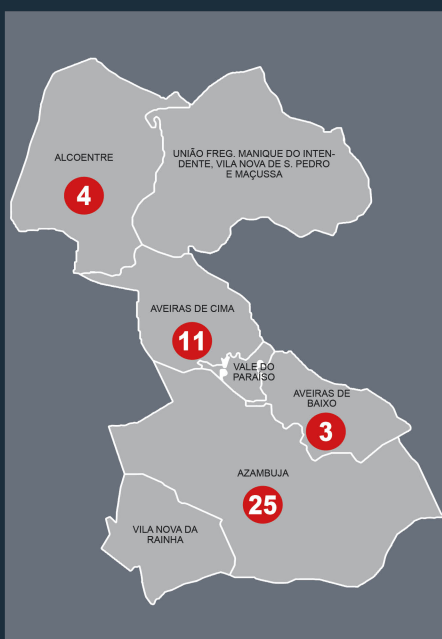 ALCOENTRE
4
UNIÃO FREG. MANIQUE DO INTEN-
DENTE, VILA NOVA DE S. PEDRO
E MAÇUSSA
AVEIRAS DE CIMA
11
VALE DO
PARAÍSO
AVEIRAS DE
BAIXO
3
AZAMBUJA
25
VILA NOVA DA
RAINHA